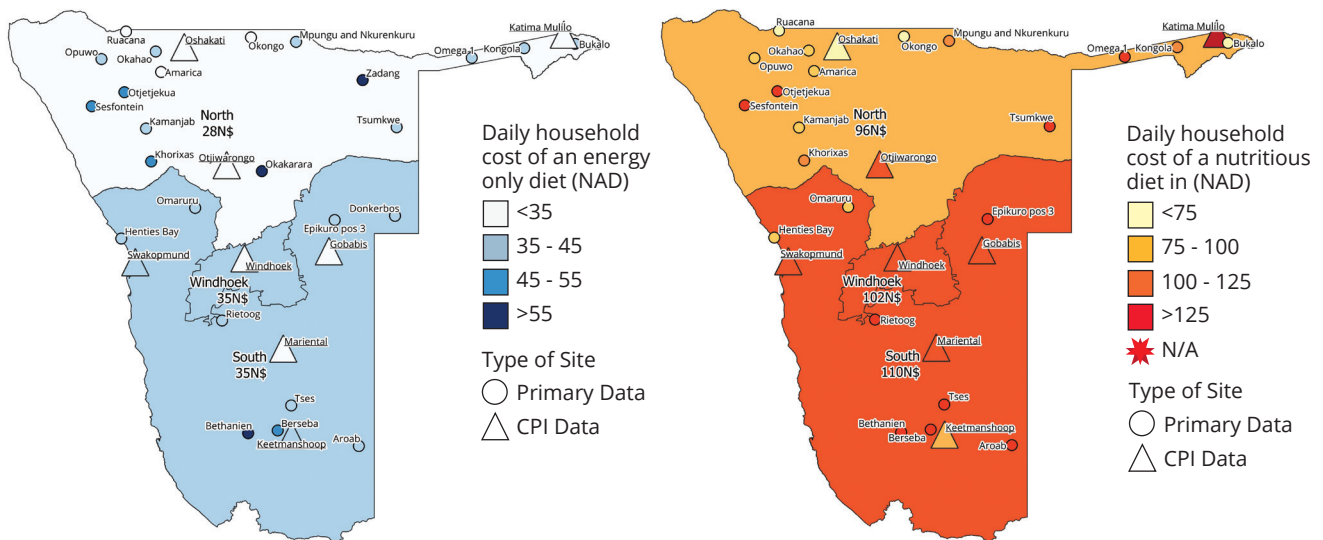 Katima Mulilo
Ruacana
Oshakati
Okongo
Mpungu and Nkurenkuru
Omega 1
Kongola
Bukalo
Opuwo
Okahao
Amarica
Zadang
Otjetjekua
Sesfontein
North
28N$
Kamanjab
Tsumkwe
Khorixas
Otjiwarongo
Okakarara
Omaruru
Donkerbos
Epikuro pos 3
Henties Bay
Gobabis
Swakopmund
Windhoek
Windhoek
35N$
Rietoog
Mariental
South
35N$
Tses
Bethanien
Berseba
Keetmanshoop
Aroab
Daily household
cost of an energy
only diet (NAD)
<35
35 - 45
45 - 55
>55
Type of Site
Primary Data
CPI Data
Katima Mulilo
Ruacana
Oshakati
Okongo
Mpungu and Nkurenkuru
Omega 1
Kongola
Bukalo
Okahao
Opuwo
Amarica
Otjetjekua
Sesfontein
North
96N$
Kamanjab
Tsumkwe
Khorixas
Otjiwarongo
Omaruru
Epikuro pos 3
Henties Bay
Gobabis
Swakopmund
Windhoek
Windhoek
102N$
Rietoog
Mariental
South
110N$
Tses
Bethanien
Berseba
Keetmanshoop
Aroab
Daily household
cost of a nutritious
diet in (NAD)
<75
75 - 100
100 - 125
>125
N/A
Type of Site
Primary Data
CPI Data